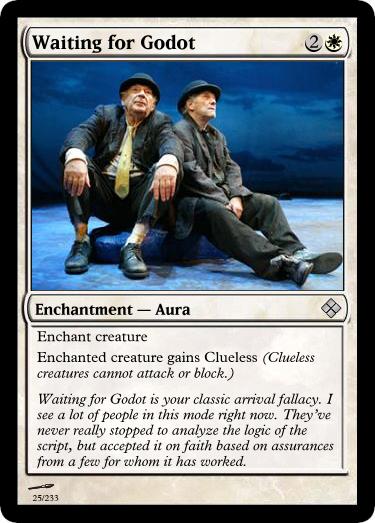 Waiting for Godot 2
Enchantment — Aura
Enchant creature
Enchanted creature gains Clueless (Clueless
creatures cannot attack or block.)
Waiting for Godot is your classic arrival fallacy. I
see a lot of people in this mode right now. They've
never really stopped to analyze the logic of the
script, but accepted it on faith based on assurances
from a few for whom it has worked.
25/233